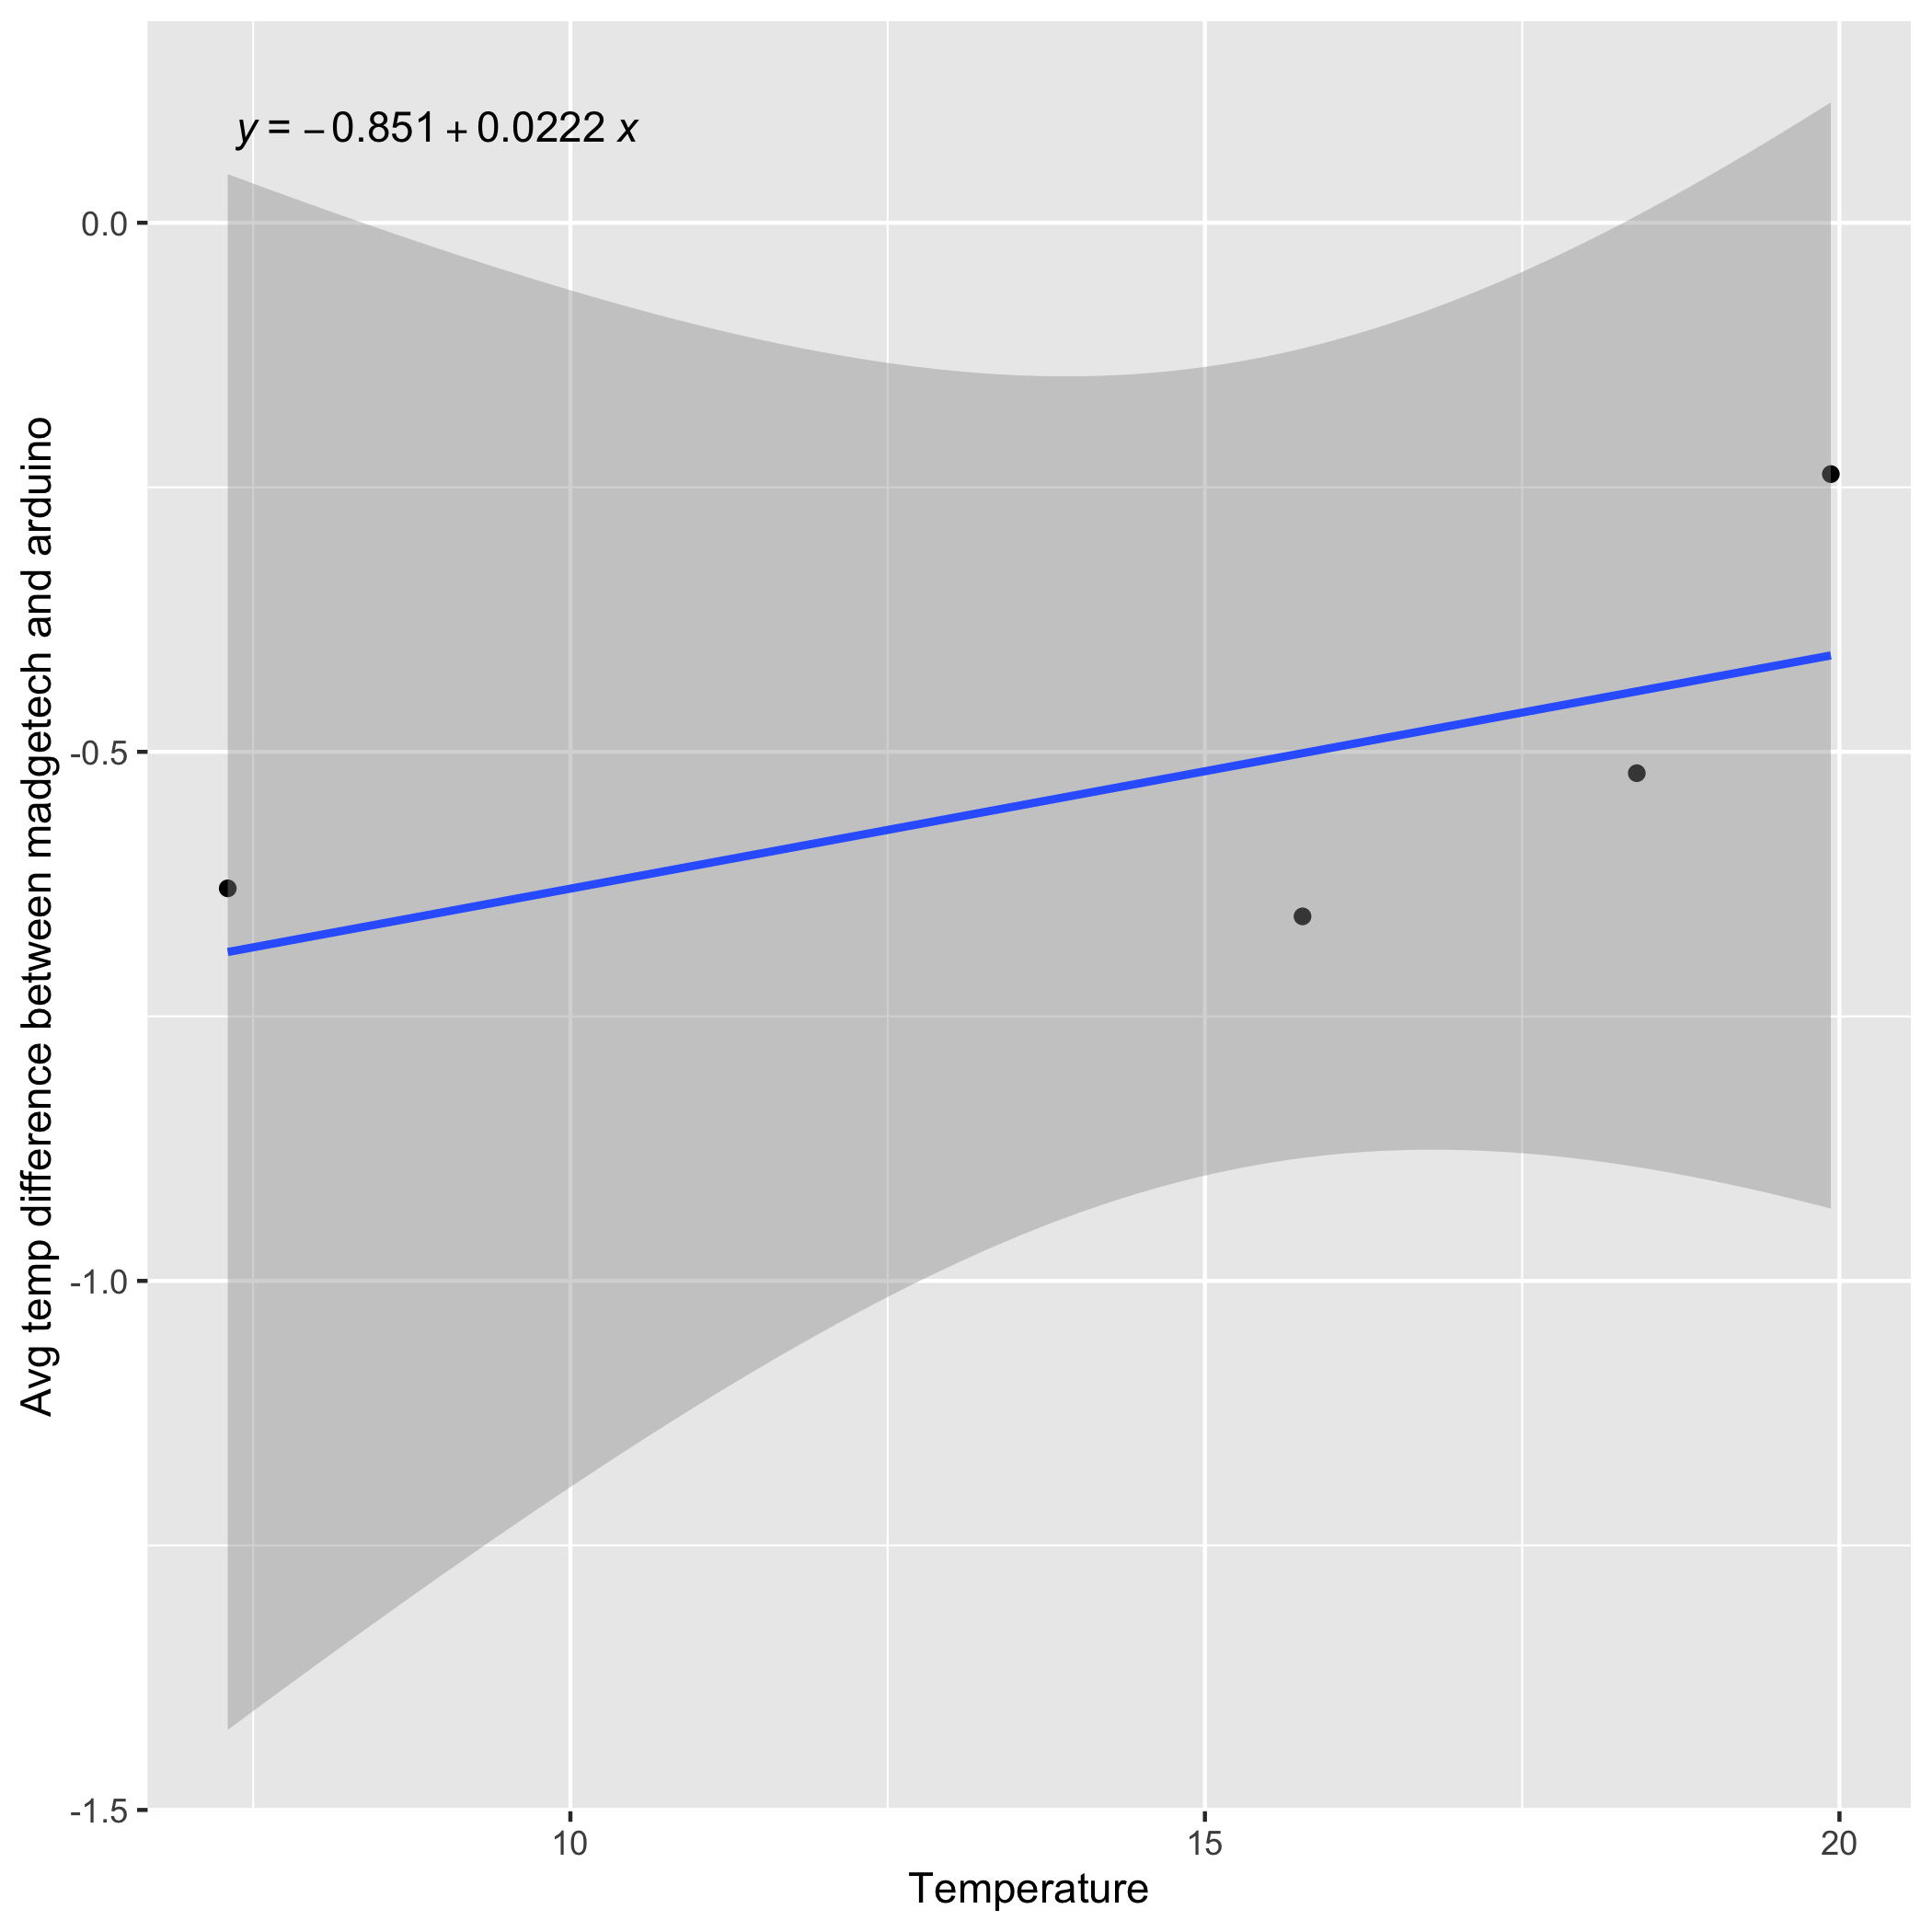 y = − 0.851 + 0.0222 x
Avg temp difference between madgetech and arduino
0.0
-0.5
-1.0
-1.5
10 15 20
Temperature